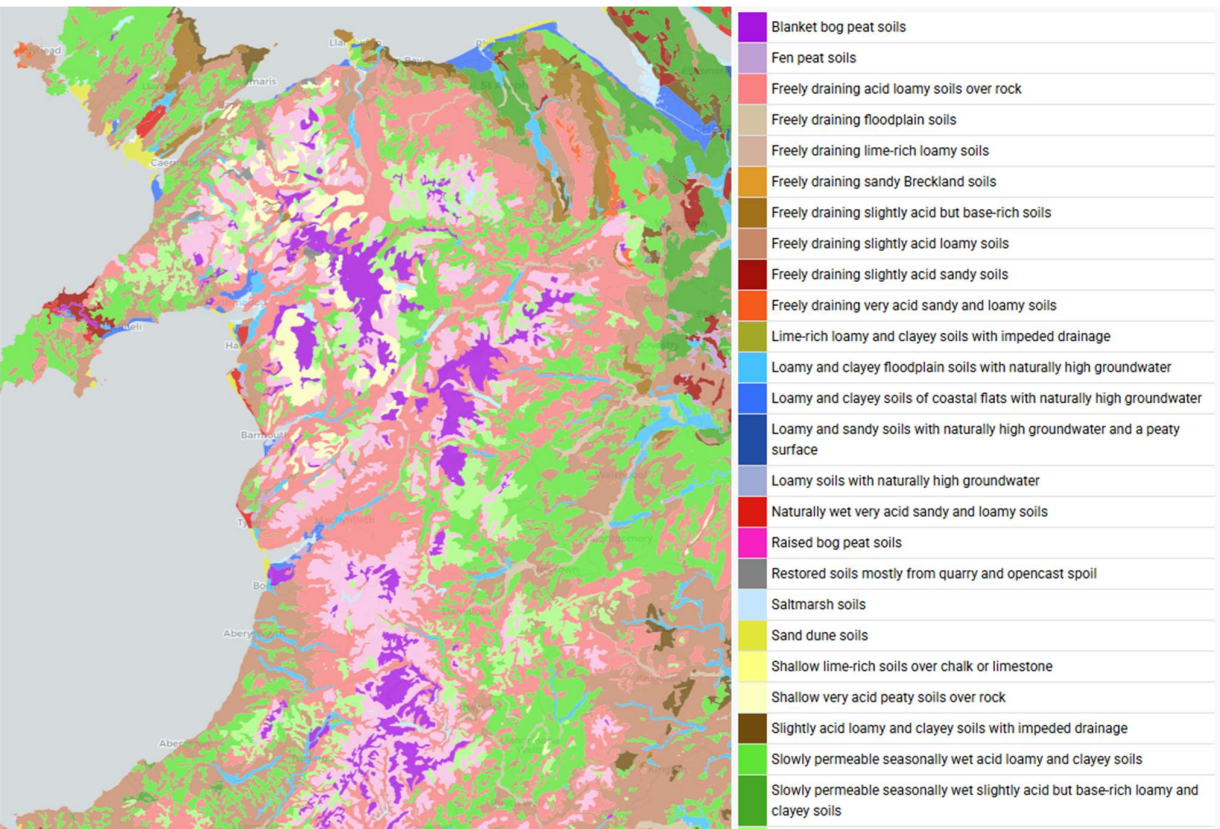 Caern
Barmouth
Blanket bog peat soils
Fen peat soils
Freely draining acid loamy soils over rock
Freely draining floodplain soils
Freely draining lime-rich loamy soils
Freely draining sandy Breckland soils
Freely draining slightly acid but base-rich soils
Freely draining slightly acid loamy soils
Freely draining slightly acid sandy soils
Freely draining very acid sandy and loamy soils
Lime-rich loamy and clayey soils with impeded drainage
Loamy and clayey floodplain soils with naturally high groundwater
Loamy and clayey soils of coastal flats with naturally high groundwater
Loamy and sandy soils with naturally high groundwater and a peaty
surface
Loamy soils with naturally high groundwater
Naturally wet very acid sandy and loamy soils
Raised bog peat soils
Restored soils mostly from quarry and opencast spoil
Saltmarsh soils
Sand dune soils
Shallow lime-rich soils over chalk or limestone
Shallow very acid peaty soils over rock
Slightly acid loamy and clayey soils with impeded drainage
Slowly permeable seasonally wet acid loamy and clayey soils
Slowly permeable seasonally wet slightly acid but base-rich loamy and
clayey soils